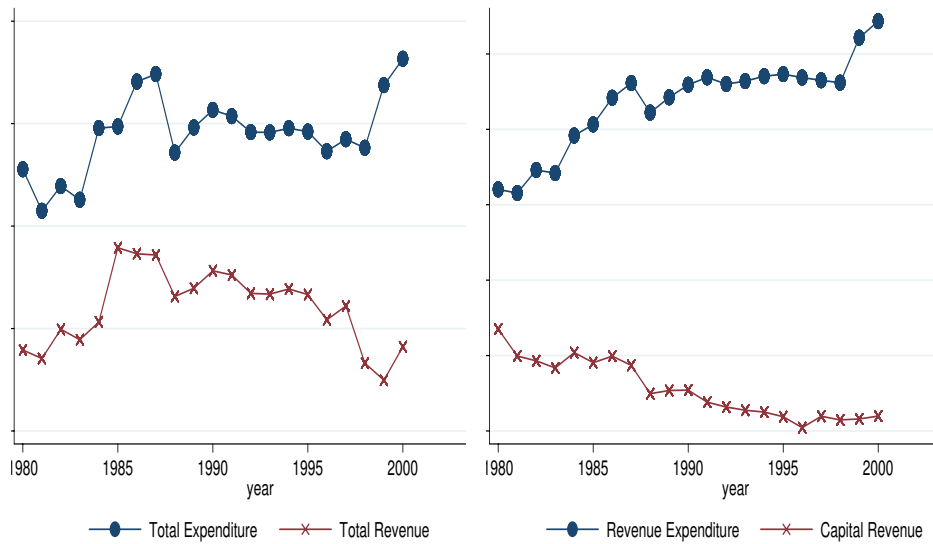 1980 1985 1990 1995 2000
year
Total Expenditure Total Revenue
1980 1985 1990 1995 2000
year
Revenue Expenditure Capital Revenue